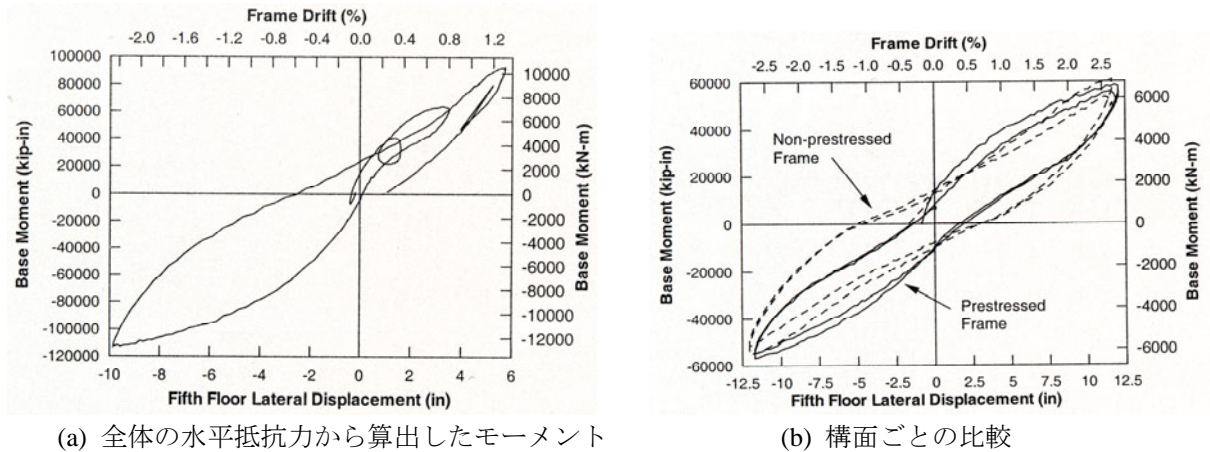 Frame Drift (%)
-2.0 -1.6 -1.2 -0.8 -0.4 0.0 0.4 0.8 1.2
100000
80000
60000
40000
20000
0
-20000
-40000
-60000
-80000
-100000
-120000
Base Moment (kip-in)
10000
8000
6000
4000
2000
0
-2000
-4000
-6000
-8000
-10000
-12000
Base Moment (kN-m)
-10 -8 -6 -4 -2 0 2 4 6
Fifth Floor Lateral Displacement (in)
(a) 全体の水平抵抗力から算出したモーメント
Frame Drift (%)
-2.5 -2.0 -1.5 -1.0 -0.5 0.0 0.5 1.0 1.5 2.0 2.5
60000
40000
20000
0
-20000
-40000
-60000
Base Moment (kip-in)
Non-prestressed
Frame
Prestressed
Frame
6000
4000
2000
0
-2000
-4000
-6000
Base Moment (kN-m)
-12.5 -10 -7.5 -5 -2.5 0 2.5 5 7.5 10 12.5
Fifth Floor Lateral Displacement (in)
(b) 構面ごとの比較